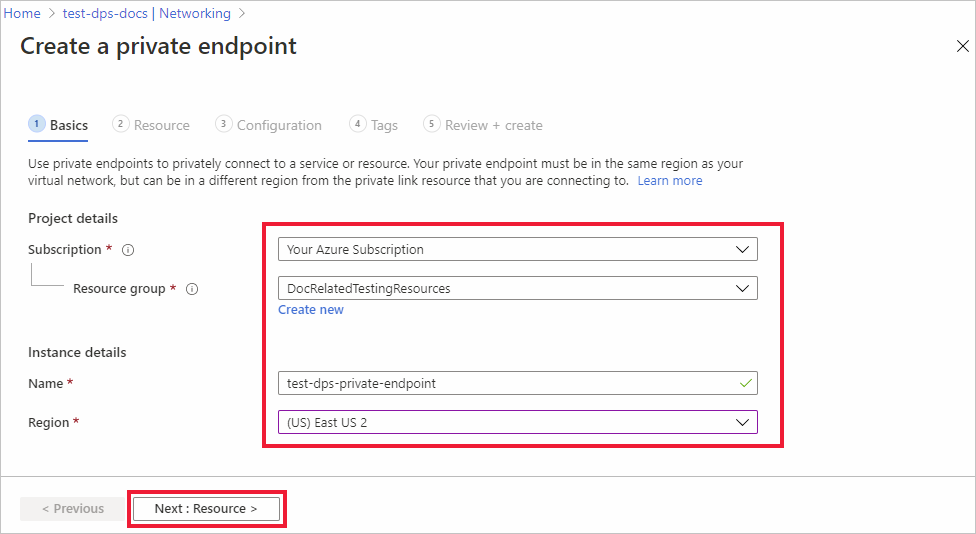 Home > test-dps-docs | Networking >
Create a private endpoint
1 Basics 2 Resource 3 Configuration 4 Tags 5 Review + create
Use private endpoints to privately connect to a service or resource. Your private endpoint must be in the same region as your
virtual network, but can be in a different region from the private link resource that you are connecting to. Learn more
Project details
Subscription * Your Azure Subscription
Resource group * DocRelatedTestingResources
Create new
Instance details
Name * test-dps-private-endpoint
Region * (US) East US 2
< Previous Next : Resource >